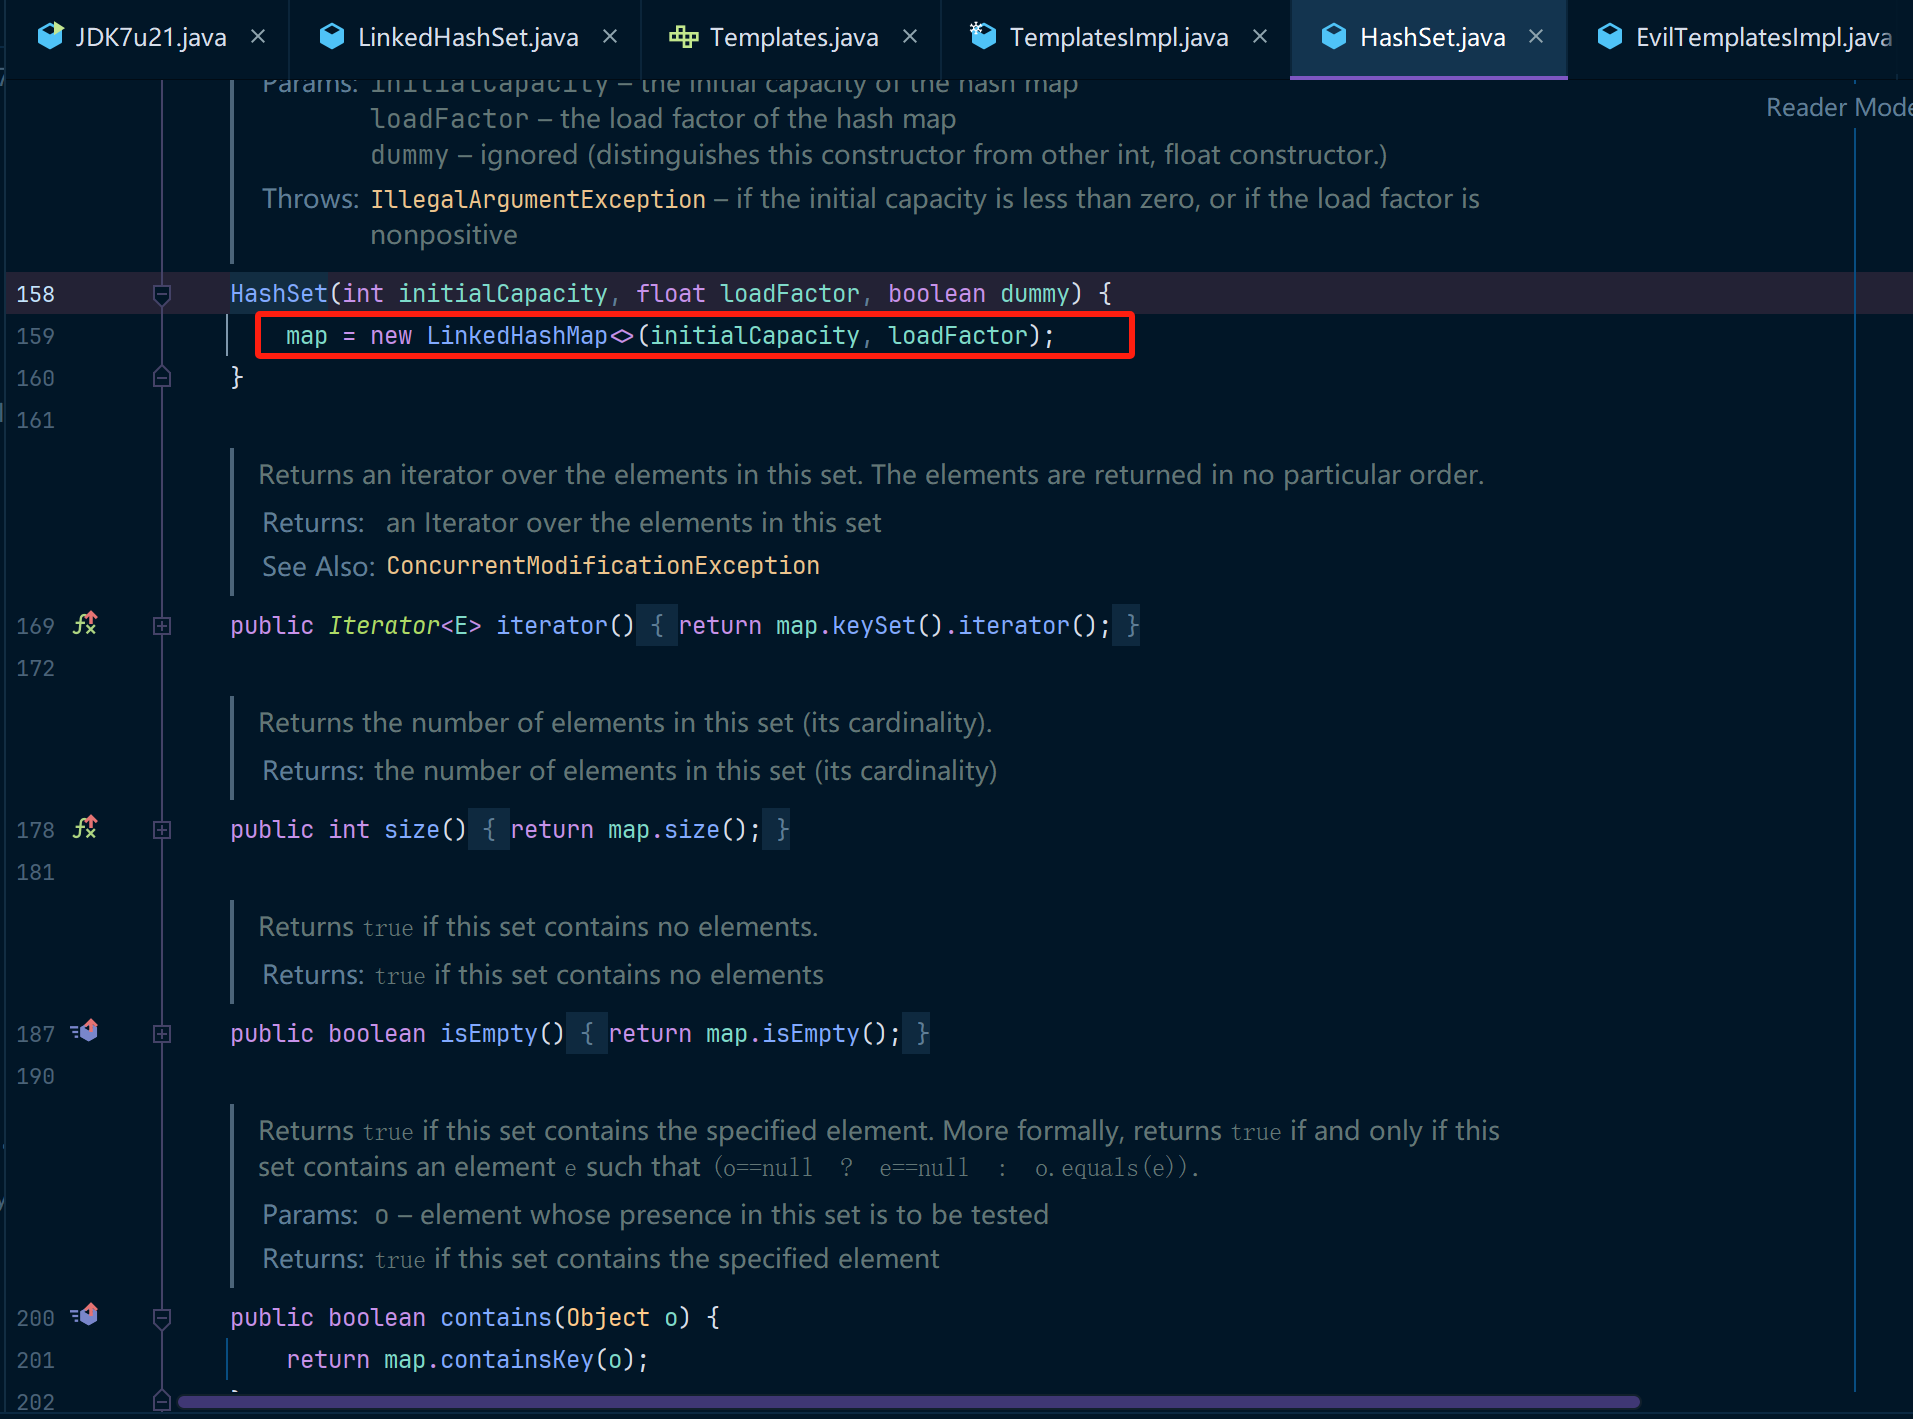 JDK7u21.java LinkedHashSet.java Templates.java TemplatesImpl.java HashSet.java EvilTemplatesImpl.java
Params: initialCapacity – the initial capacity of the hash map
Reader Mode
loadFactor – the load factor of the hash map
dummy – ignored (distinguishes this constructor from other int, float constructor.)
Throws: IllegalArgumentException – if the initial capacity is less than zero, or if the load factor is
nonpositive
158 HashSet(int initialCapacity, float loadFactor, boolean dummy) {
159 map = new LinkedHashMap<>(initialCapacity, loadFactor);
160 }
161
Returns an iterator over the elements in this set. The elements are returned in no particular order.
Returns: an Iterator over the elements in this set
See Also: ConcurrentModificationException
169 public Iterator<E> iterator() { return map.keySet().iterator(); }
172
Returns the number of elements in this set (its cardinality).
Returns: the number of elements in this set (its cardinality)
178 public int size() { return map.size(); }
181
Returns true if this set contains no elements.
Returns: true if this set contains no elements
187 public boolean isEmpty() { return map.isEmpty(); }
190
Returns true if this set contains the specified element. More formally, returns true if and only if this
set contains an element e such that (o==null ? e==null : o.equals(e)).
Params: o – element whose presence in this set is to be tested
Returns: true if this set contains the specified element
200 public boolean contains(Object o) {
201 return map.containsKey(o);
202 }